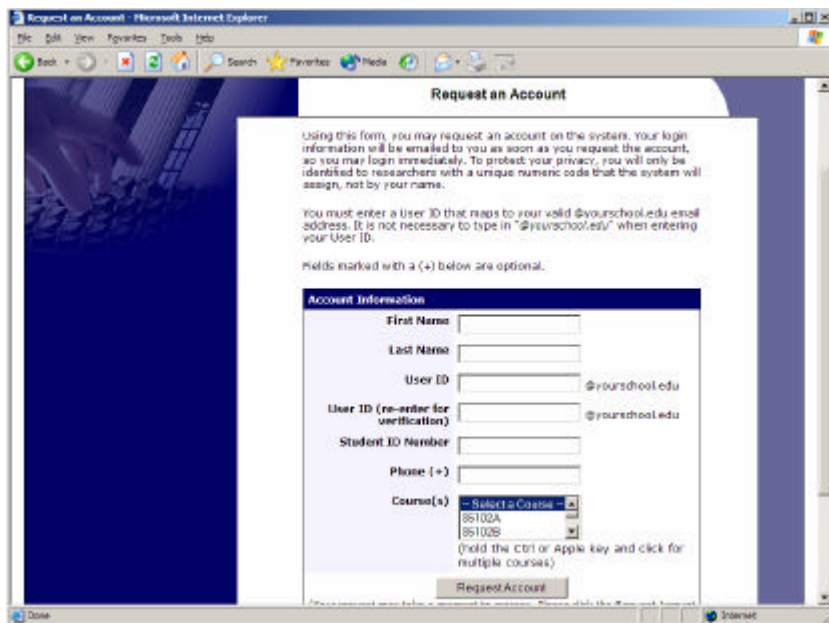 Request an Account - Microsoft Internet Explorer
File Edit View Favorites Tools Help
Back Search Favorites Media
Request an Account
Using this form, you may request an account on the system. Your login
information will be emailed to you as soon as you request the account,
so you may login immediately. To protect your privacy, you will only be
identified to researchers with a unique numeric code that the system will
assign, not by your name.
You must enter a User ID that maps to your valid @yourschool.edu email
address. It is not necessary to type in "@yourschool.edu" when entering
your User ID.
Fields marked with a (+) below are optional.
Account Information
First Name
Last Name
User ID @yourschool.edu
User ID (re-enter for
verification) @yourschool.edu
Student ID Number
Phone (+)
Course(s) -- Select a Course --
85102A
85102B
(hold the Ctrl or Apple key and click for
multiple courses)
Request Account
Done Internet